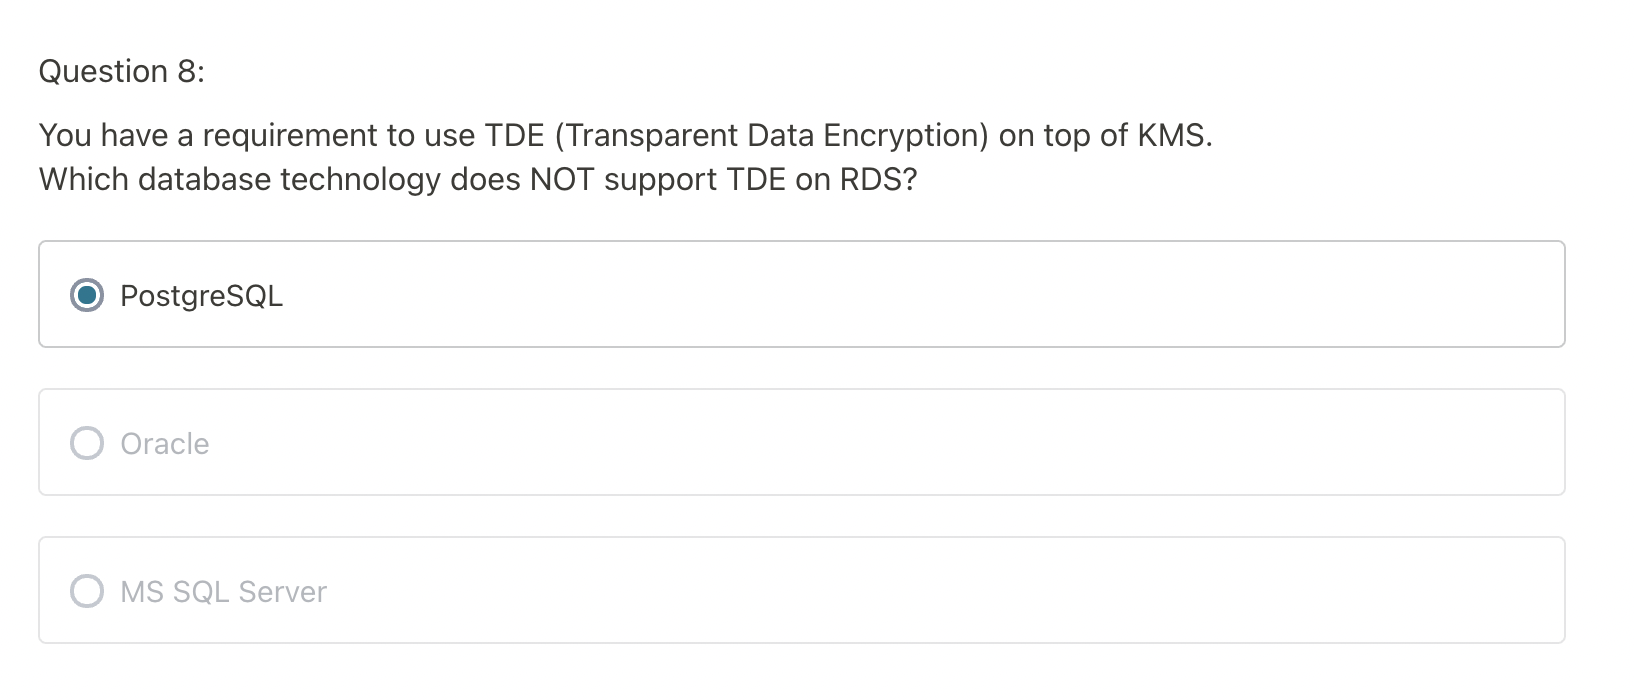 Question 8:
You have a requirement to use TDE (Transparent Data Encryption) on top of KMS.
Which database technology does NOT support TDE on RDS?
PostgreSQL
Oracle
MS SQL Server